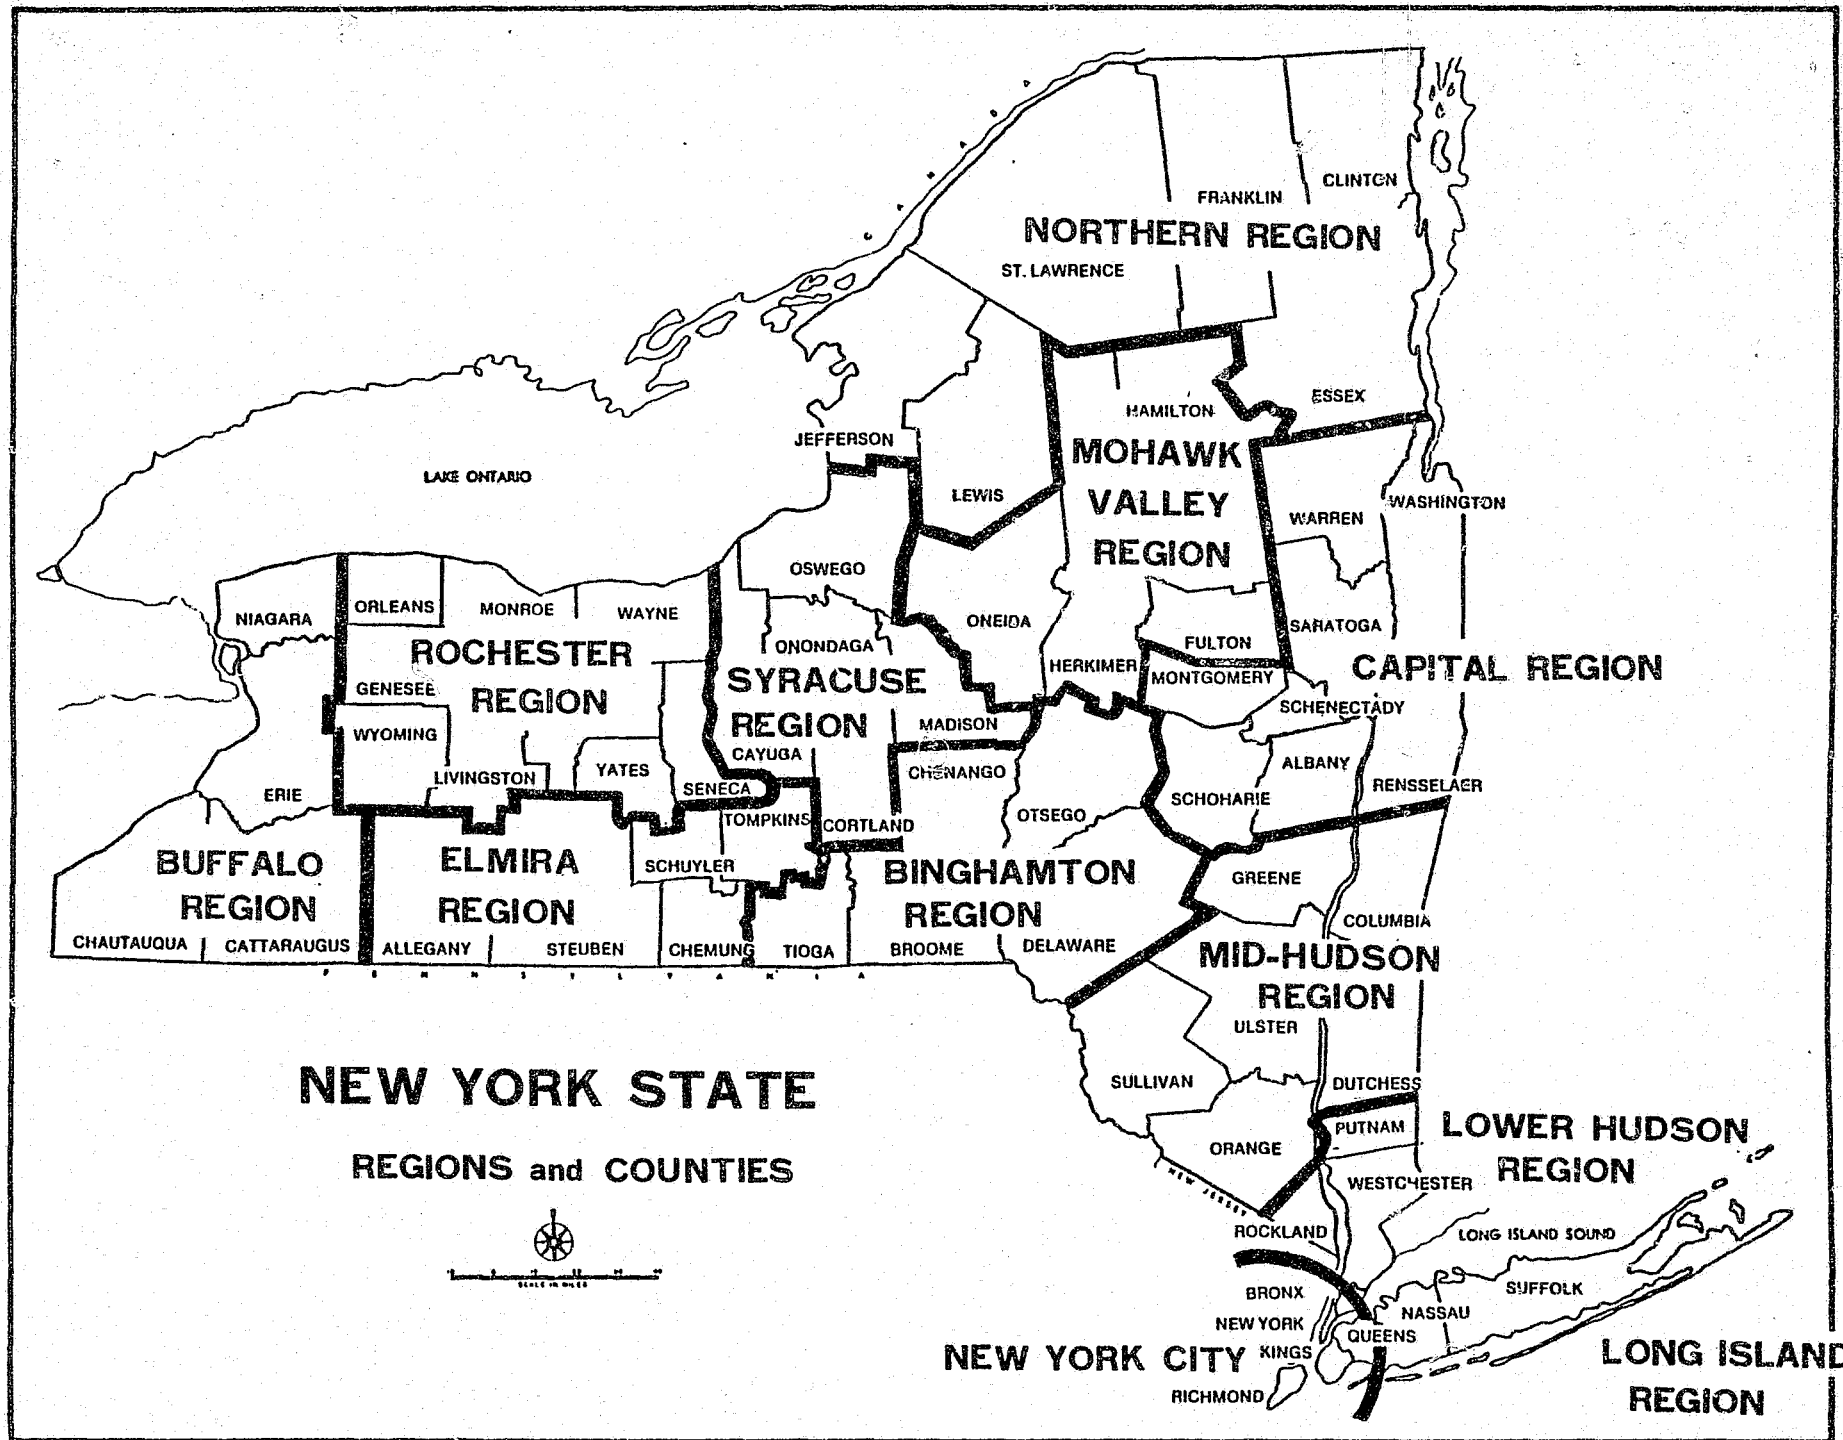 CLINTON
FRANKLIN
NORTHERN REGION
ST. LAWRENCE
ESSEX
HAMILTON
JEFFERSON
MOHAWK
VALLEY
REGION
LAKE ONTARIO
LEWIS
WASHINGTON
WARREN
OSWEGO
NIAGARA
ORLEANS
MONROE
WAYNE
ONEIDA
SARATOGA
ROCHESTER
REGION
ONONDAGA
FULTON
HERKIMER
MONTGOMERY
CAPITAL REGION
SYRACUSE
REGION
GENESEE
SCHENECTADY
WYOMING
MADISON
CAYUGA
CHENANGO
ALBANY
LIVINGSTON
YATES
SENECA
RENSSELAER
ERIE
SCHOHARIE
TOMPKINS
CORTLAND
OTSEGO
BUFFALO
REGION
ELMIRA
REGION
SCHUYLER
BINGHAMTON
REGION
GREENE
COLUMBIA
CHAUTAUQUA
CATTARAUGUS
ALLEGANY
STEUBEN
CHEMUNG
TIOGA
BROOME
DELAWARE
PENNSYLVANIA
MID-HUDSON
REGION
ULSTER
NEW YORK STATE
REGIONS and COUNTIES
SCALE IN MILES
SULLIVAN
DUTCHESS
PUTNAM
LOWER HUDSON
REGION
ORANGE
NEW JERSEY
WESTCHESTER
ROCKLAND
LONG ISLAND SOUND
BRONX
SUFFOLK
NEW YORK
NASSAU
QUEENS
NEW YORK CITY
KINGS
RICHMOND
LONG ISLAND
REGION